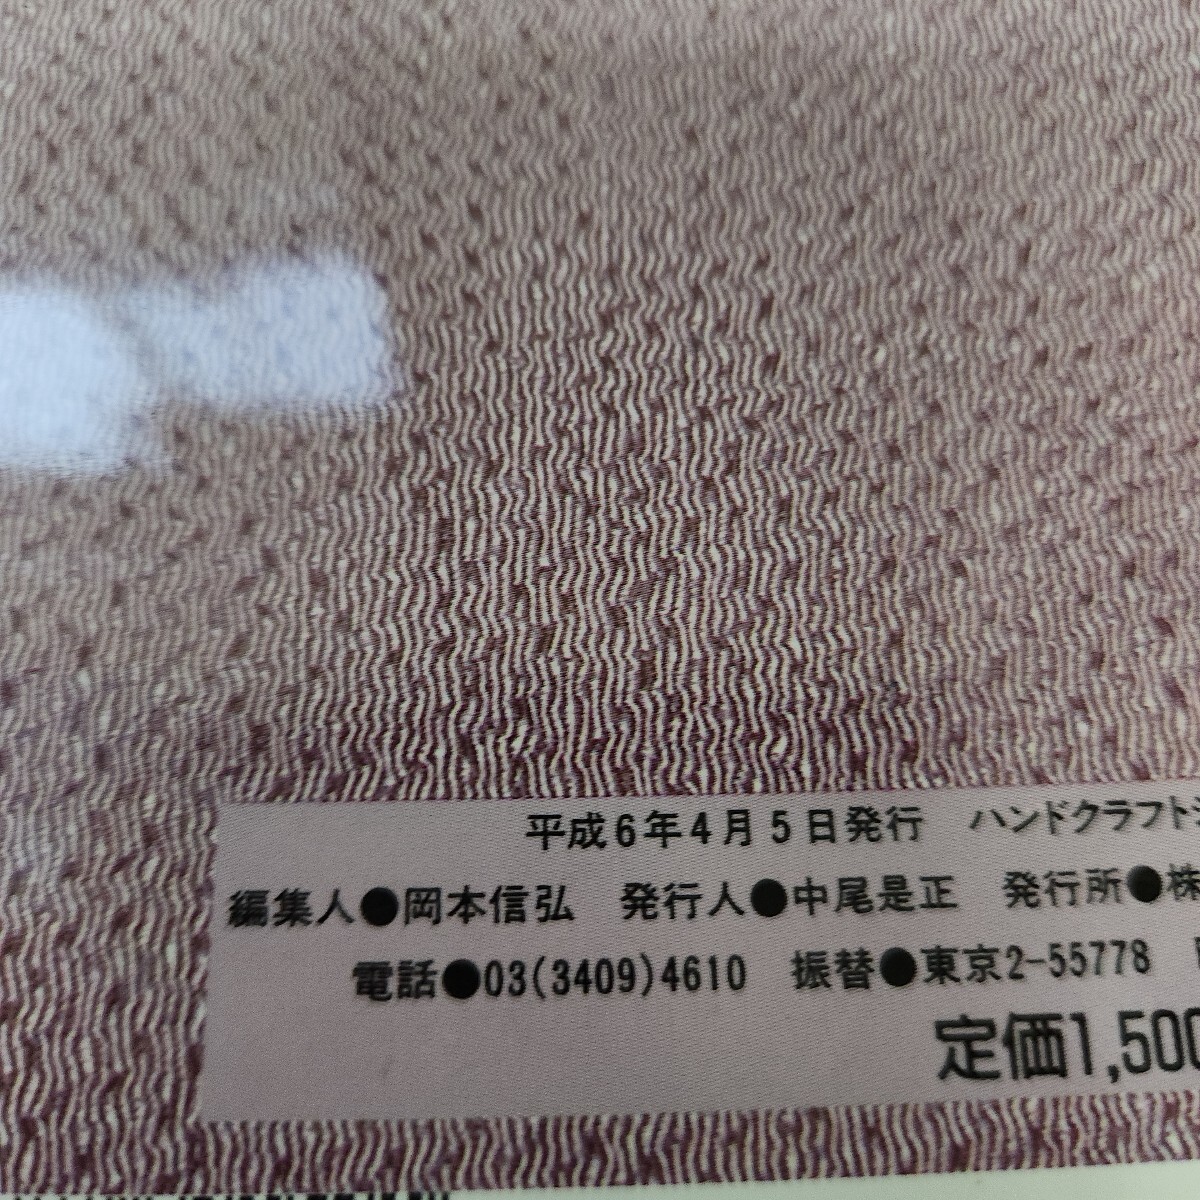 平成6年4月5日発行　ハンドクラフト
編集人●岡本信弘　発行人●中尾是正　発行所●株
電話●03(3409)4610　振替●東京2-55778
定価1,500